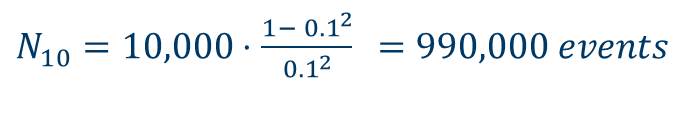 N₁₀ = 10,000 · (1− 0.1²)/(0.1²) = 990,000 events